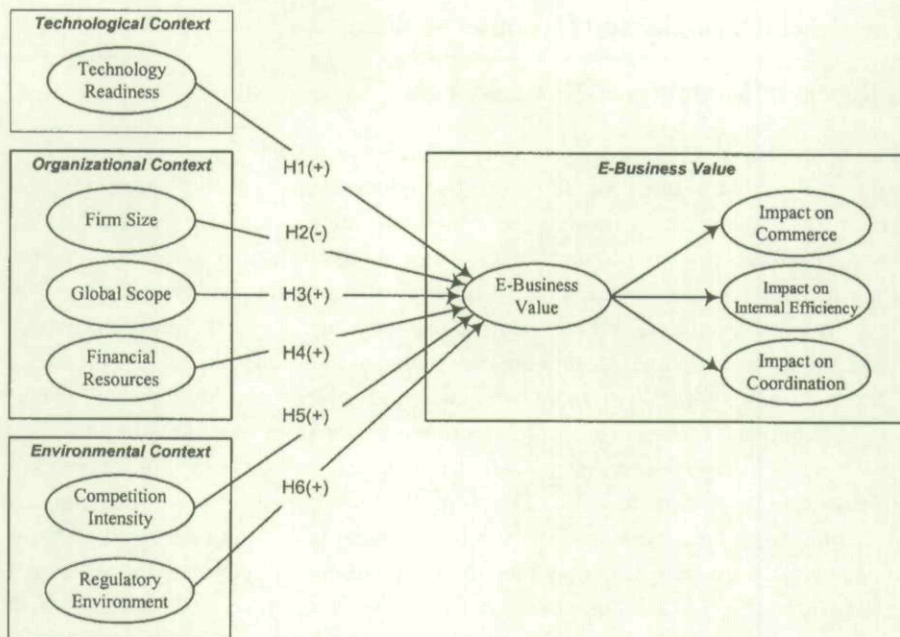 Technological Context
Technology
Readiness
Organizational Context
Firm Size
Global Scope
Financial
Resources
Environmental Context
Competition
Intensity
Regulatory
Environment
H1(+)
H2(-)
H3(+)
H4(+)
H5(+)
H6(+)
E-Business Value
E-Business
Value
Impact on
Commerce
Impact on
Internal Efficiency
Impact on
Coordination